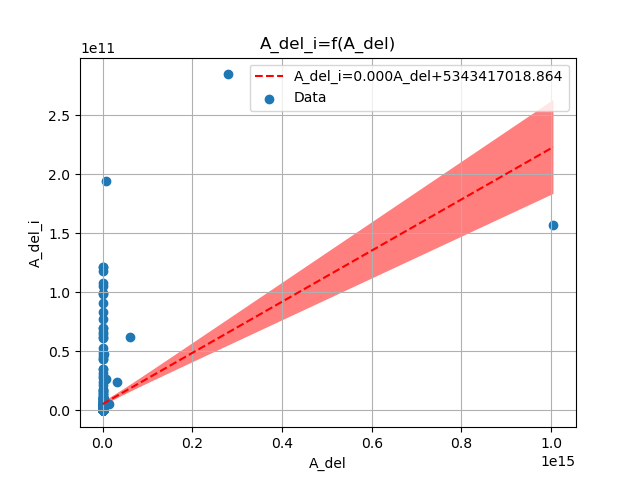 A_del_i=f(A_del)
1e11
A_del_i=0.000A_del+5343417018.864
Data
2.5
2.0
1.5
1.0
0.5
0.0
A_del_i
0.0 0.2 0.4 0.6 0.8 1.0
1e15
A_del